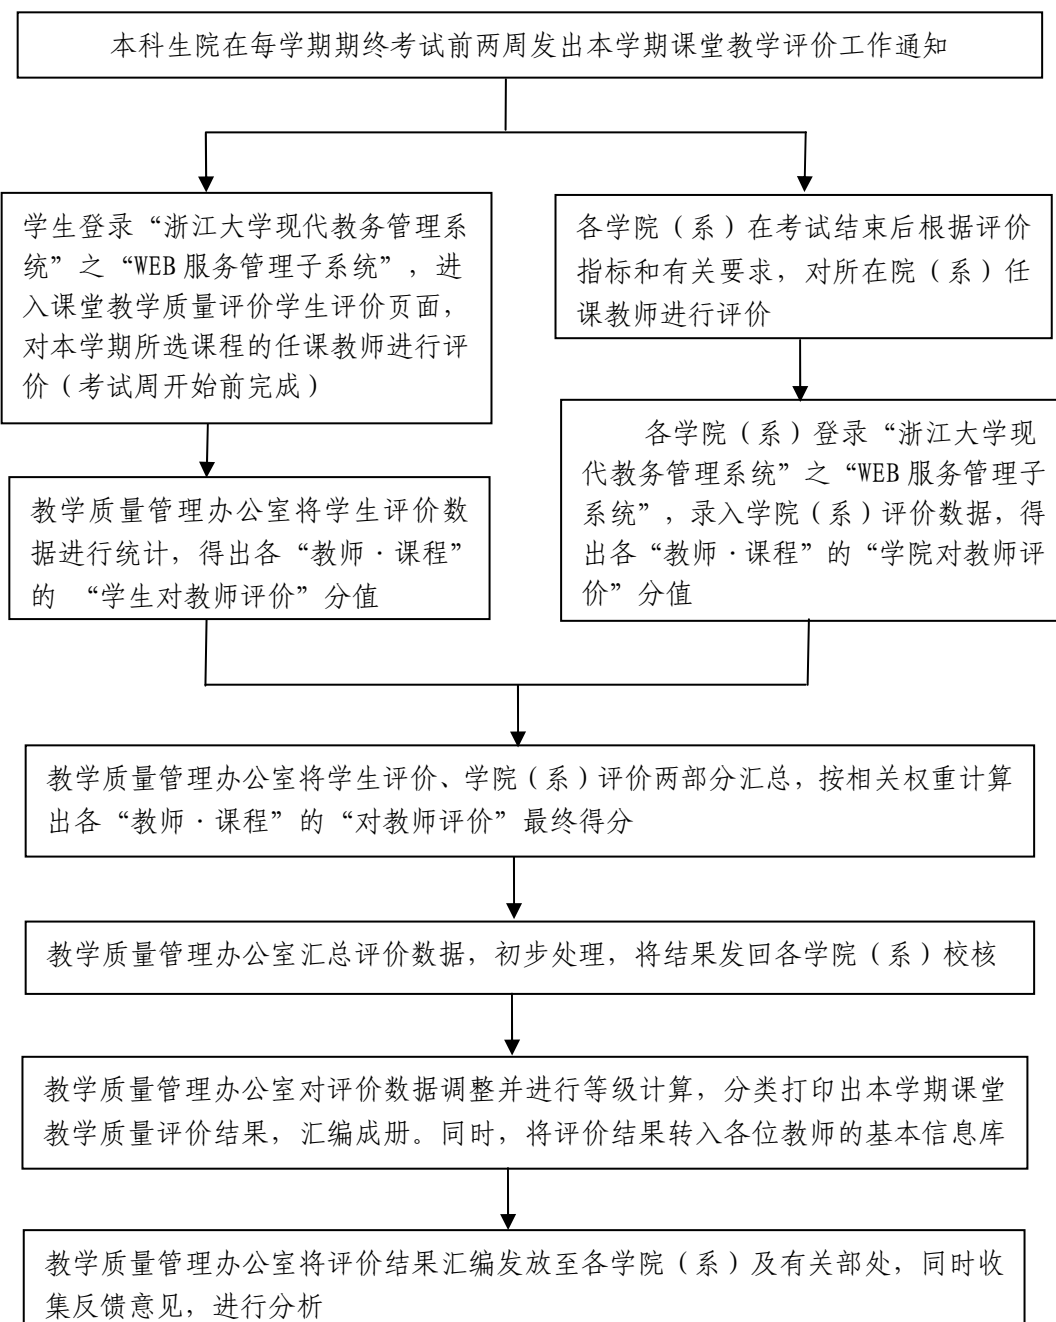 本科生院在每学期期终考试前两周发出本学期课堂教学评价工作通知
学生登录“浙江大学现代教务管理系
统”之“WEB 服务管理子系统”，进
入课堂教学质量评价学生评价页面，
对本学期所选课程的任课教师进行评
价（考试周开始前完成）
各学院（系）在考试结束后根据评价
指标和有关要求，对所在院（系）任
课教师进行评价
教学质量管理办公室将学生评价数
据进行统计，得出各“教师·课程”
的 “学生对教师评价”分值
各学院（系）登录“浙江大学现
代教务管理系统”之“WEB 服务管理子
系统”，录入学院（系）评价数据，得
出各“教师·课程”的“学院对教师评
价”分值
教学质量管理办公室将学生评价、学院（系）评价两部分汇总，按相关权重计算
出各“教师·课程”的“对教师评价”最终得分
教学质量管理办公室汇总评价数据，初步处理，将结果发回各学院（系）校核
教学质量管理办公室对评价数据调整并进行等级计算，分类打印出本学期课堂
教学质量评价结果，汇编成册。同时，将评价结果转入各位教师的基本信息库
教学质量管理办公室将评价结果汇编发放至各学院（系）及有关部处，同时收
集反馈意见，进行分析